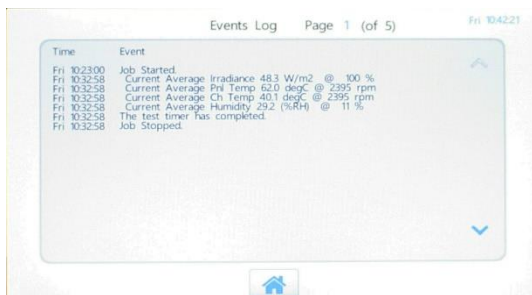 Events Log Page 1 (of 5) Fri 10:42:21
Time Event
Fri 10:23:00 Job Started.
Fri 10:32:58 Current Average Irradiance 48.3 W/m2 @ 100 %
Fri 10:32:58 Current Average Pnl Temp 62.0 degC @ 2395 rpm
Fri 10:32:58 Current Average Ch Temp 40.1 degC @ 2395 rpm
Fri 10:32:58 Current Average Humidity 29.2 (%RH) @ 11 %
Fri 10:32:58 The test timer has completed.
Fri 10:32:58 Job Stopped.